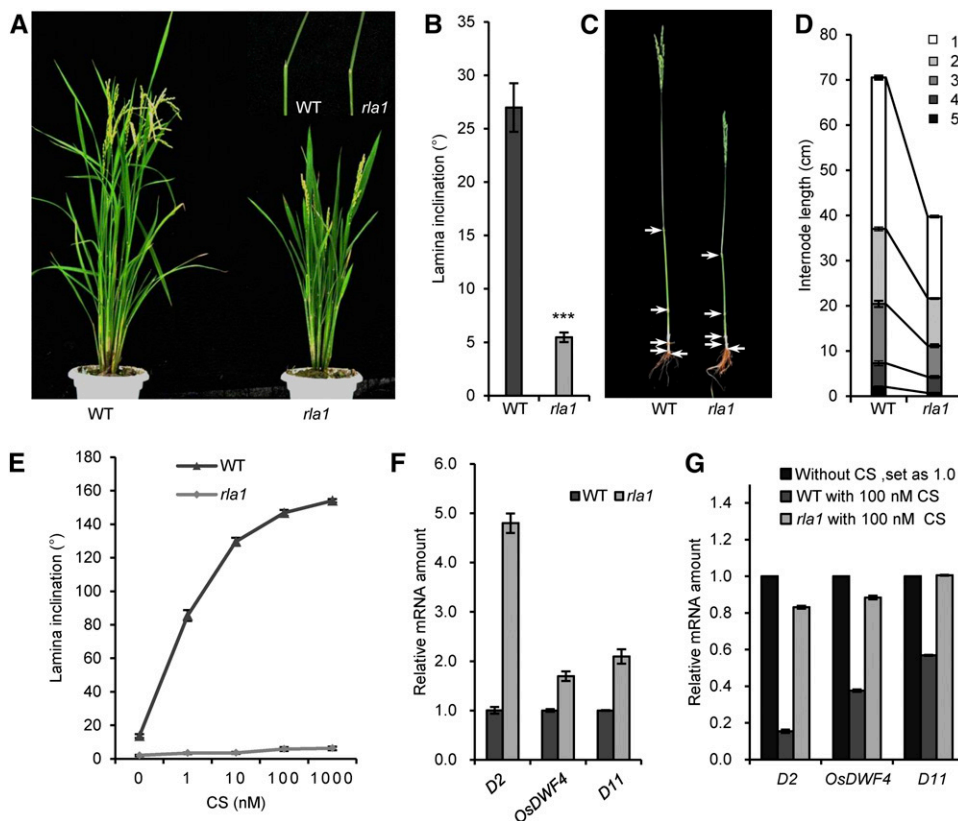 A
WT
rla1
WT
rla1
B
Lamina inclination (°)
35
30
25
20
15
10
5
0
***
WT
rla1
C
WT
rla1
D
Internode length (cm)
80
70
60
50
40
30
20
10
0
1
2
3
4
5
WT
rla1
E
Lamina inclination (°)
180
160
140
120
100
80
60
40
20
0
WT
rla1
0 1 10 100 1000
CS (nM)
F
Relative mRNA amount
6.0
5.0
4.0
3.0
2.0
1.0
0.0
WT rla1
D2 OsDWF4 D11
G
Without CS ,set as 1.0
WT with 100 nM CS
rla1 with 100 nM CS
Relative mRNA amount
1.4
1.2
1.0
0.8
0.6
0.4
0.2
0.0
D2 OsDWF4 D11